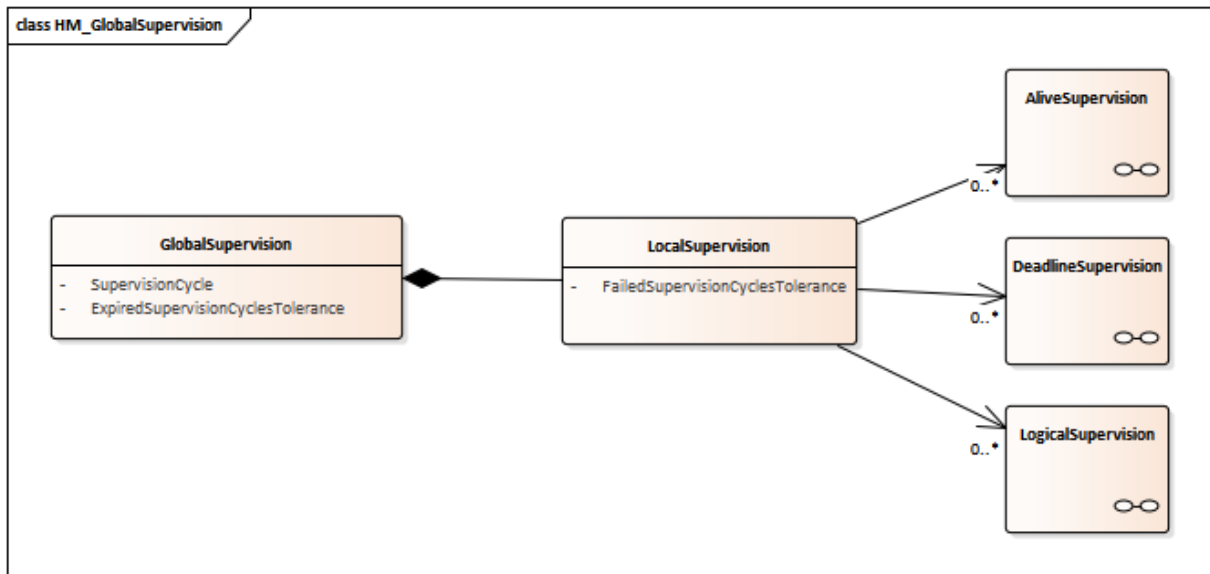 class HM_GlobalSupervision
AliveSupervision
0..*
GlobalSupervision
- SupervisionCycle
- ExpiredSupervisionCyclesTolerance
LocalSupervision
- FailedSupervisionCyclesTolerance
DeadlineSupervision
0..*
LogicalSupervision
0..*